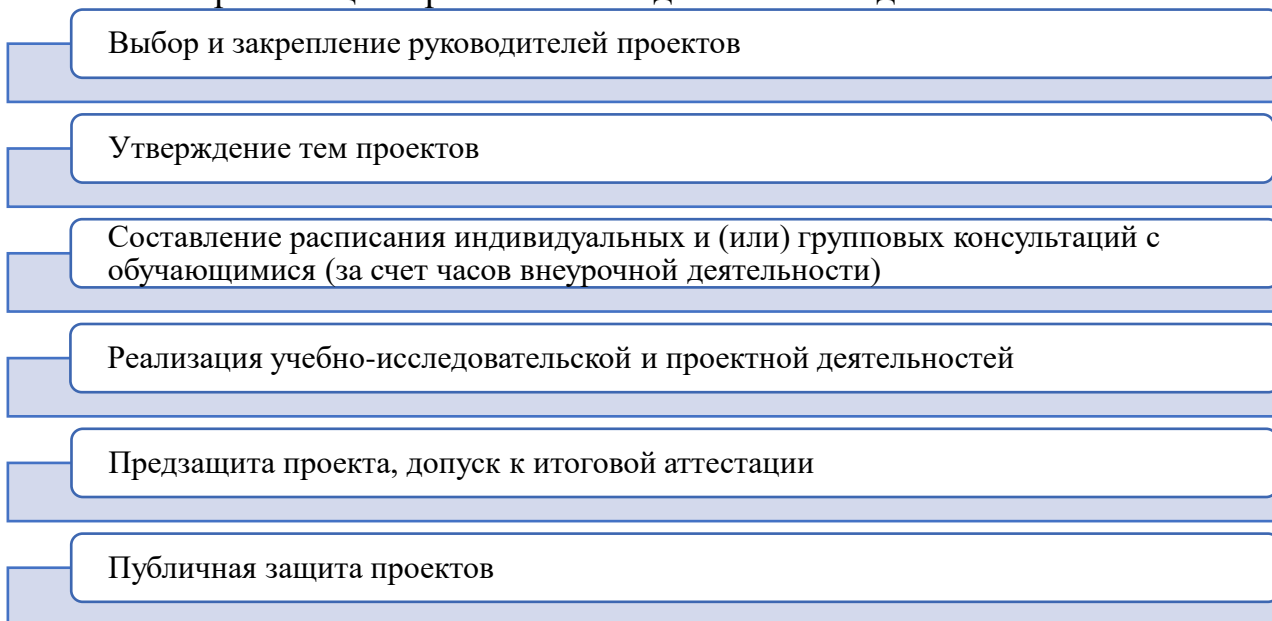 Выбор и закрепление руководителей проектов
Утверждение тем проектов
Составление расписания индивидуальных и (или) групповых консультаций с
обучающимися (за счет часов внеурочной деятельности)
Реализация учебно-исследовательской и проектной деятельностей
Предзащита проекта, допуск к итоговой аттестации
Публичная защита проектов